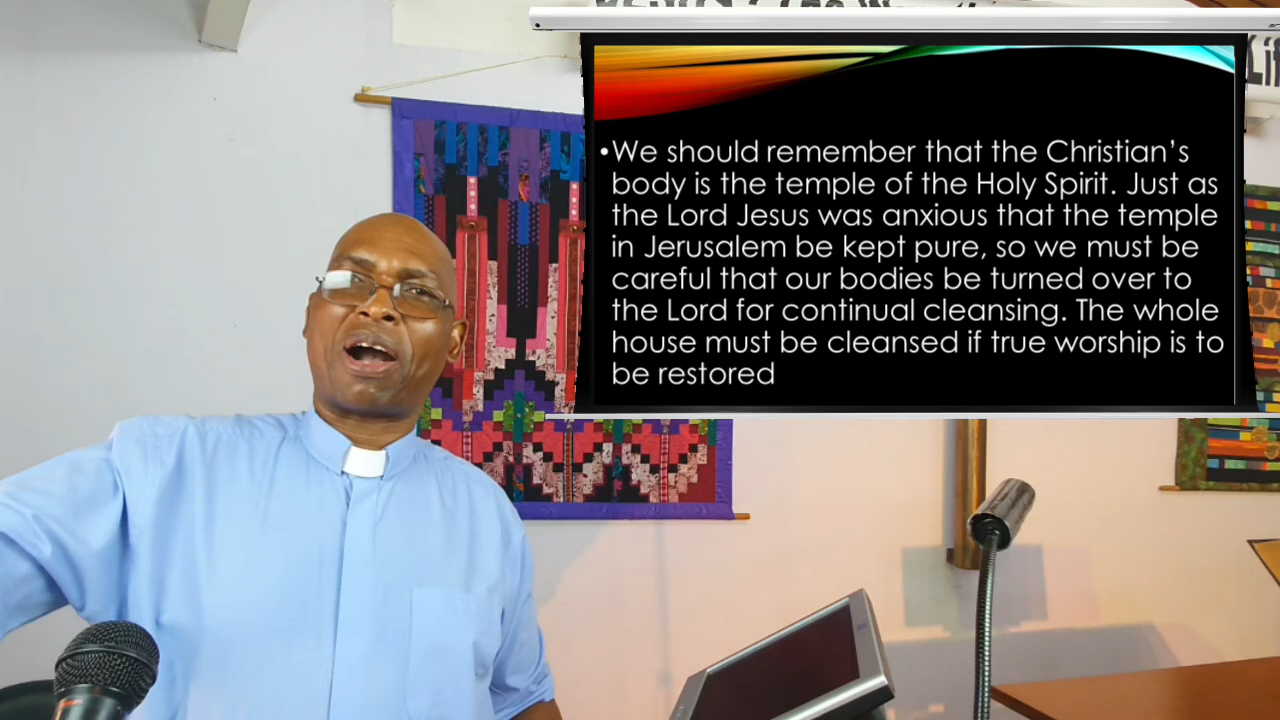 •We should remember that the Christian's
body is the temple of the Holy Spirit. Just as
the Lord Jesus was anxious that the temple
in Jerusalem be kept pure, so we must be
careful that our bodies be turned over to
the Lord for continual cleansing. The whole
house must be cleansed if true worship is to
be restored